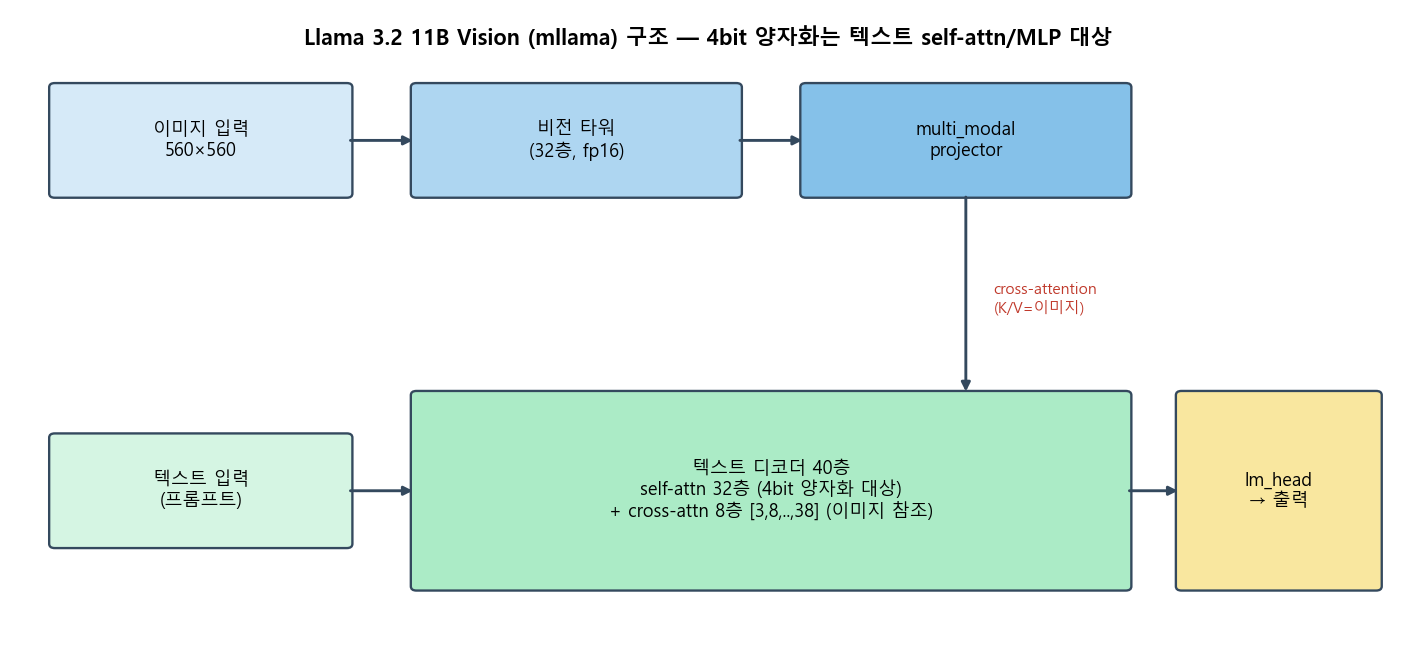 Llama 3.2 11B Vision (mllama) 구조 — 4bit 양자화는 텍스트 self-attn/MLP 대상
이미지 입력
560×560
비전 타워
(32층, fp16)
multi_modal
projector
cross-attention
(K/V=이미지)
텍스트 입력
(프롬프트)
텍스트 디코더 40층
self-attn 32층 (4bit 양자화 대상)
+ cross-attn 8층 [3,8,..,38] (이미지 참조)
lm_head
→ 출력